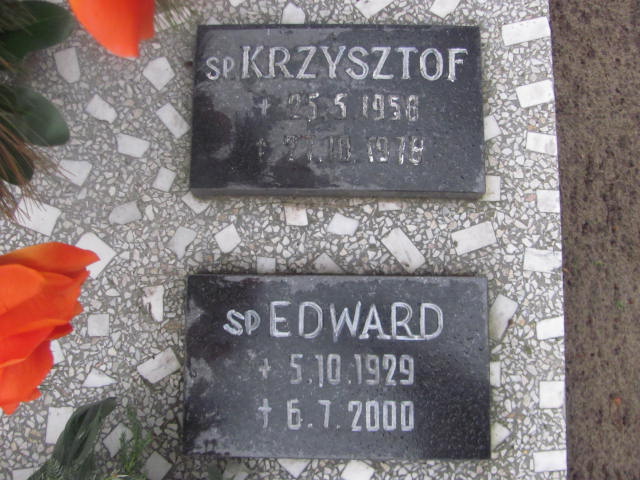 SP KRZYSZTOF
+ 25.5.1958
+ 27.10.1978
SP EDWARD
+ 5.10.1929
+ 6.7.2000